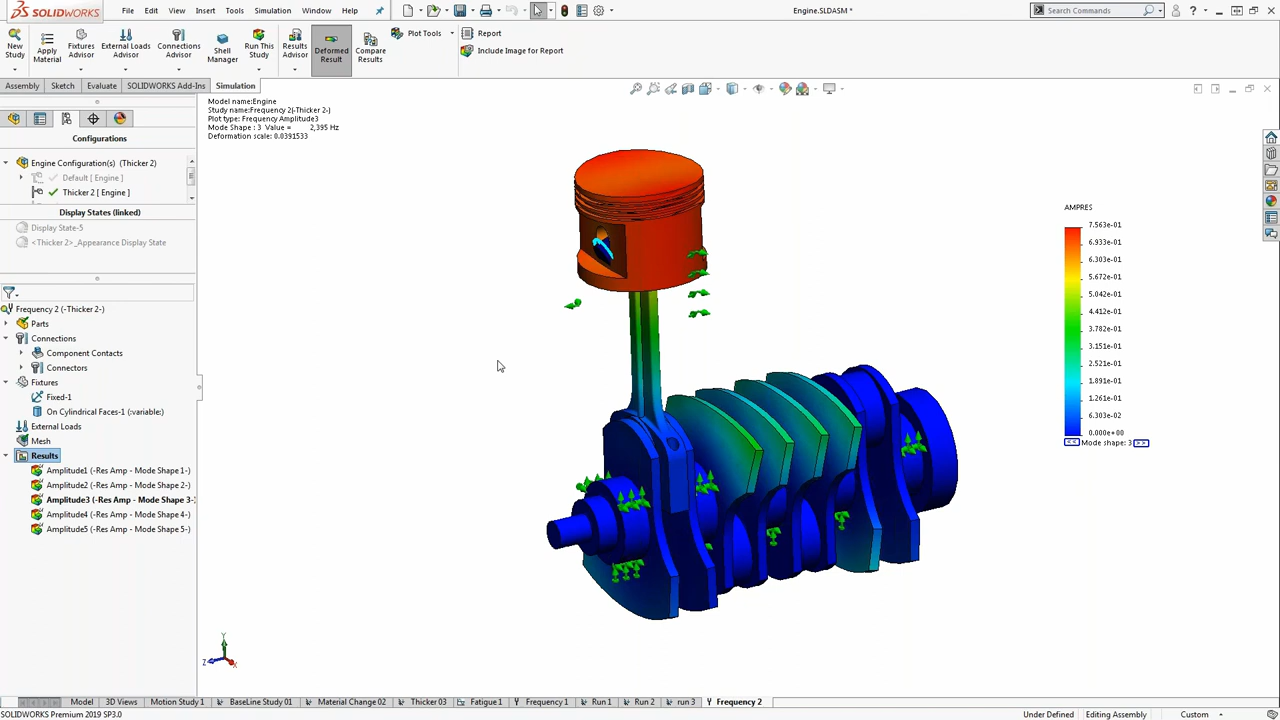 SOLIDWORKS
File Edit View Insert Tools Simulation Window Help
Engine.SLDASM *
Search Commands
New Study
Apply Material
Fixtures Advisor
External Loads Advisor
Connections Advisor
Shell Manager
Run This Study
Results Advisor
Deformed Result
Compare Results
Plot Tools
Report
Include Image for Report
Assembly Sketch Evaluate SOLIDWORKS Add-Ins Simulation
Configurations
Engine Configuration(s) (Thicker 2)
Default [ Engine ]
Thicker 2 [ Engine ]
Display States (linked)
Display State-5
<Thicker 2>_Appearance Display State
Frequency 2 (-Thicker 2-)
Parts
Connections
Component Contacts
Connectors
Fixtures
Fixed-1
On Cylindrical Faces-1 (:variable:)
External Loads
Mesh
Results
Amplitude1 (-Res Amp - Mode Shape 1-)
Amplitude2 (-Res Amp - Mode Shape 2-)
Amplitude3 (-Res Amp - Mode Shape 3-)
Amplitude4 (-Res Amp - Mode Shape 4-)
Amplitude5 (-Res Amp - Mode Shape 5-)
Model name:Engine
Study name:Frequency 2(-Thicker 2-)
Plot type: Frequency Amplitude3
Mode Shape : 3 Value = 2,395 Hz
Deformation scale: 0.0391533
AMPRES
7.563e-01
6.933e-01
6.303e-01
5.672e-01
5.042e-01
4.412e-01
3.782e-01
3.151e-01
2.521e-01
1.891e-01
1.261e-01
6.303e-02
0.000e+00
<< Mode shape: 3 >>
Y
Z
X
Model 3D Views Motion Study 1 BaseLine Study 01 Material Change 02 Thicker 03 Fatigue 1 Frequency 1 Run 1 Run 2 run 3 Frequency 2
SOLIDWORKS Premium 2019 SP3.0
Under Defined Editing Assembly Custom